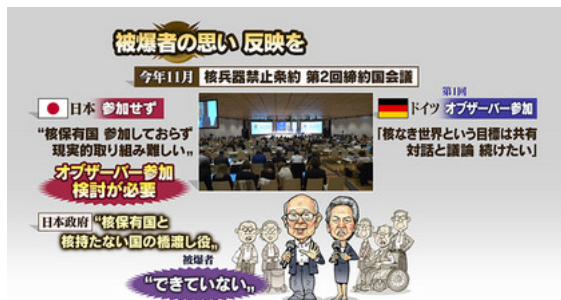 被爆者の思い 反映を
今年11月 核兵器禁止条約 第2回締約国会議
日本 参加せず
“核保有国 参加しておらず
現実的取り組み難しい„
オブザーバー参加
検討が必要
第1回
ドイツ オブザーバー参加
「核なき世界という目標は共有
対話と議論 続けたい」
日本政府 “核保有国と
核持たない国の橋渡し役„
被爆者
“できていない„